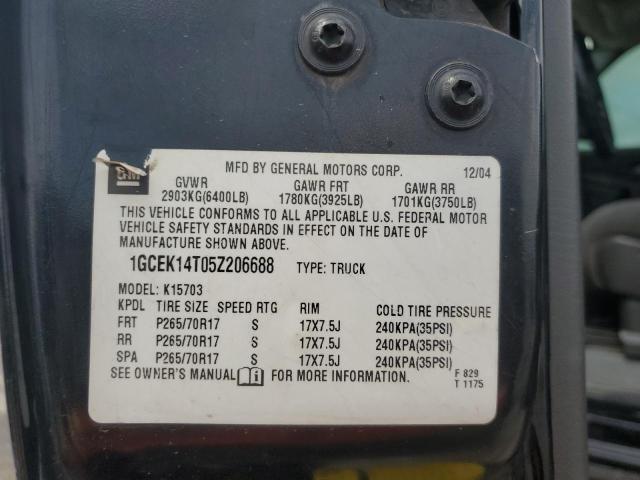 GM
MFD BY GENERAL MOTORS CORP. 12/04
GVWR GAWR FRT GAWR RR
2903KG(6400LB) 1780KG(3925LB) 1701KG(3750LB)
THIS VEHICLE CONFORMS TO ALL APPLICABLE U.S. FEDERAL MOTOR
VEHICLE SAFETY STANDARDS IN EFFECT ON THE DATE OF
MANUFACTURE SHOWN ABOVE.
1GCEK14T05Z206688 TYPE: TRUCK
MODEL: K15703
KPDL TIRE SIZE SPEED RTG RIM COLD TIRE PRESSURE
FRT P265/70R17 S 17X7.5J 240KPA(35PSI)
RR P265/70R17 S 17X7.5J 240KPA(35PSI)
SPA P265/70R17 S 17X7.5J 240KPA(35PSI)
SEE OWNER'S MANUAL i FOR MORE INFORMATION.
F 829
T 1175